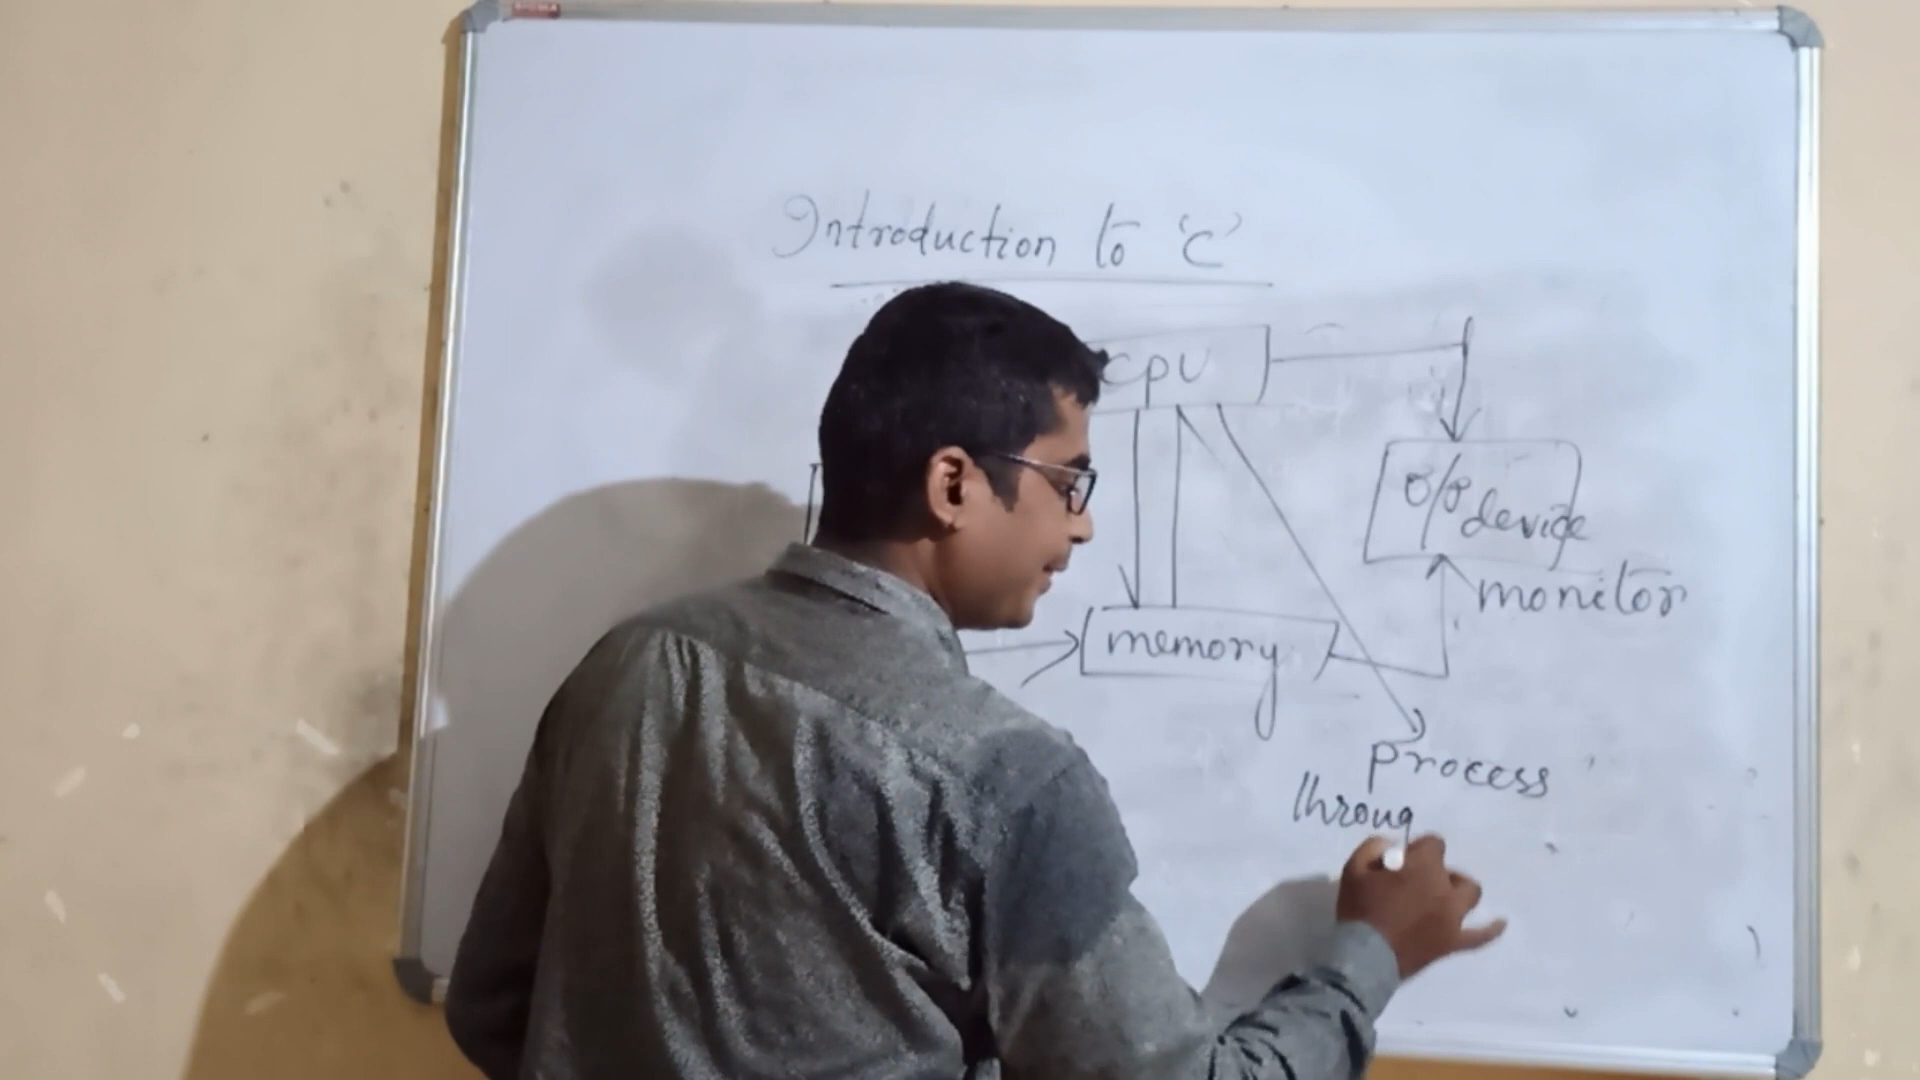 Introduction to 'C'
CPU
O/P device
monitor
memory
process
throug